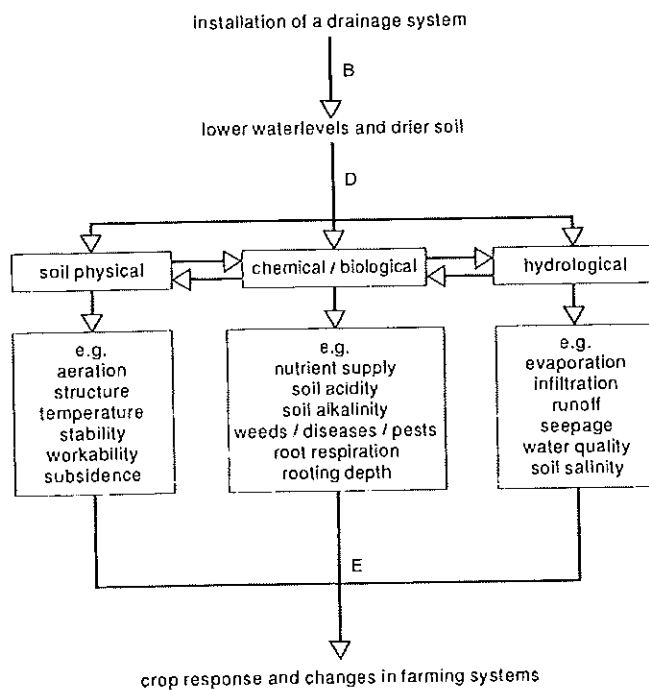 installation of a drainage system
B
lower waterlevels and drier soil
D
soil physical
chemical / biological
hydrological
e.g.
aeration
structure
temperature
stability
workability
subsidence
e.g.
nutrient supply
soil acidity
soil alkalinity
weeds / diseases / pests
root respiration
rooting depth
e.g.
evaporation
infiltration
runoff
seepage
water quality
soil salinity
E
crop response and changes in farming systems